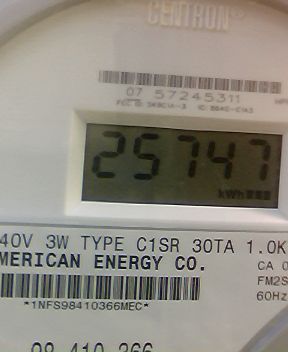 CENTRON®
07 57245311
25747
kWh
40V 3W TYPE C1SR 30TA 1.0K
MERICAN ENERGY CO.
CA 0
FM2S
*1NFS98410366MEC*
60Hz
98 410 366